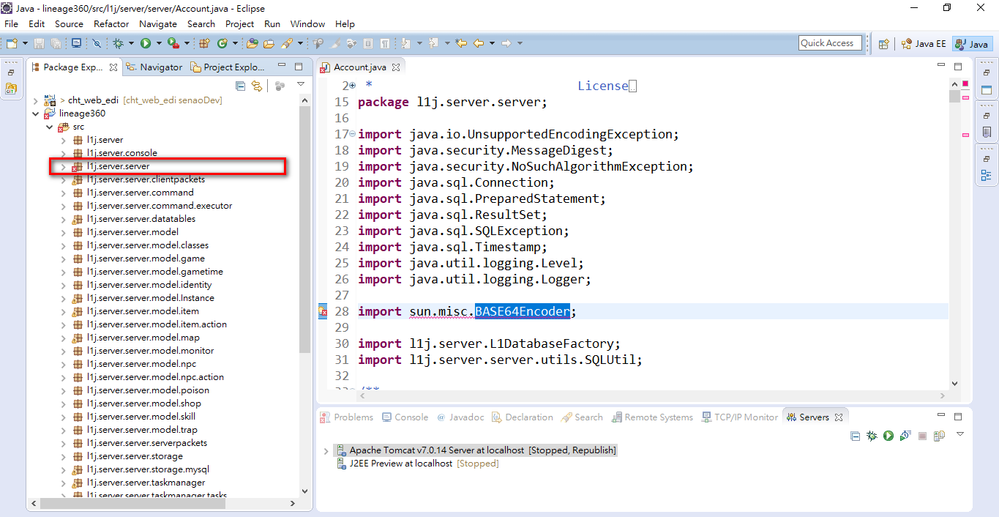 Java - lineage360/src/l1j/server/server/Account.java - Eclipse
File Edit Source Refactor Navigate Search Project Run Window Help
Quick Access
Java EE
Java
Package Exp...
Navigator
Project Explo...
> cht_web_edi [cht_web_edi senaoDev]
lineage360
src
l1j.server
l1j.server.console
l1j.server.server
l1j.server.server.clientpackets
l1j.server.server.command
l1j.server.server.command.executor
l1j.server.server.datatables
l1j.server.server.model
l1j.server.server.model.classes
l1j.server.server.model.game
l1j.server.server.model.gametime
l1j.server.server.model.identity
l1j.server.server.model.Instance
l1j.server.server.model.item
l1j.server.server.model.item.action
l1j.server.server.model.map
l1j.server.server.model.monitor
l1j.server.server.model.npc
l1j.server.server.model.npc.action
l1j.server.server.model.poison
l1j.server.server.model.shop
l1j.server.server.model.skill
l1j.server.server.model.trap
l1j.server.server.serverpackets
l1j.server.server.storage
l1j.server.server.storage.mysql
l1j.server.server.taskmanager
l1j.server.server.taskmanager.tasks
Account.java
2 * License
15 package l1j.server.server;
16
17 import java.io.UnsupportedEncodingException;
18 import java.security.MessageDigest;
19 import java.security.NoSuchAlgorithmException;
20 import java.sql.Connection;
21 import java.sql.PreparedStatement;
22 import java.sql.ResultSet;
23 import java.sql.SQLException;
24 import java.sql.Timestamp;
25 import java.util.logging.Level;
26 import java.util.logging.Logger;
27
28 import sun.misc.BASE64Encoder;
29
30 import l1j.server.L1DatabaseFactory;
31 import l1j.server.server.utils.SQLUtil;
32
33 /**
Problems
Console
@ Javadoc
Declaration
Search
Remote Systems
TCP/IP Monitor
Servers
Apache Tomcat v7.0.14 Server at localhost [Stopped, Republish]
J2EE Preview at localhost [Stopped]